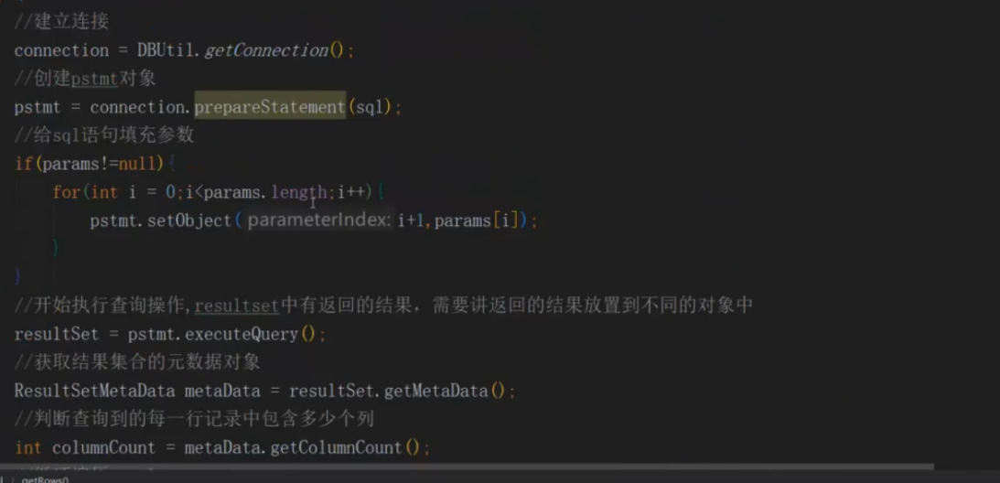 //建立连接
connection = DBUtil.getConnection();
//创建pstmt对象
pstmt = connection.prepareStatement(sql);
//给sql语句填充参数
if(params!=null){
for(int i = 0;i<params.length;i++){
pstmt.setObject( parameterIndex: i+1,params[i]);
}
}
//开始执行查询操作,resultset中有返回的结果，需要讲返回的结果放置到不同的对象中
resultSet = pstmt.executeQuery();
//获取结果集合的元数据对象
ResultSetMetaData metaData = resultSet.getMetaData();
//判断查询到的每一行记录中包含多少个列
int columnCount = metaData.getColumnCount();
getRows()